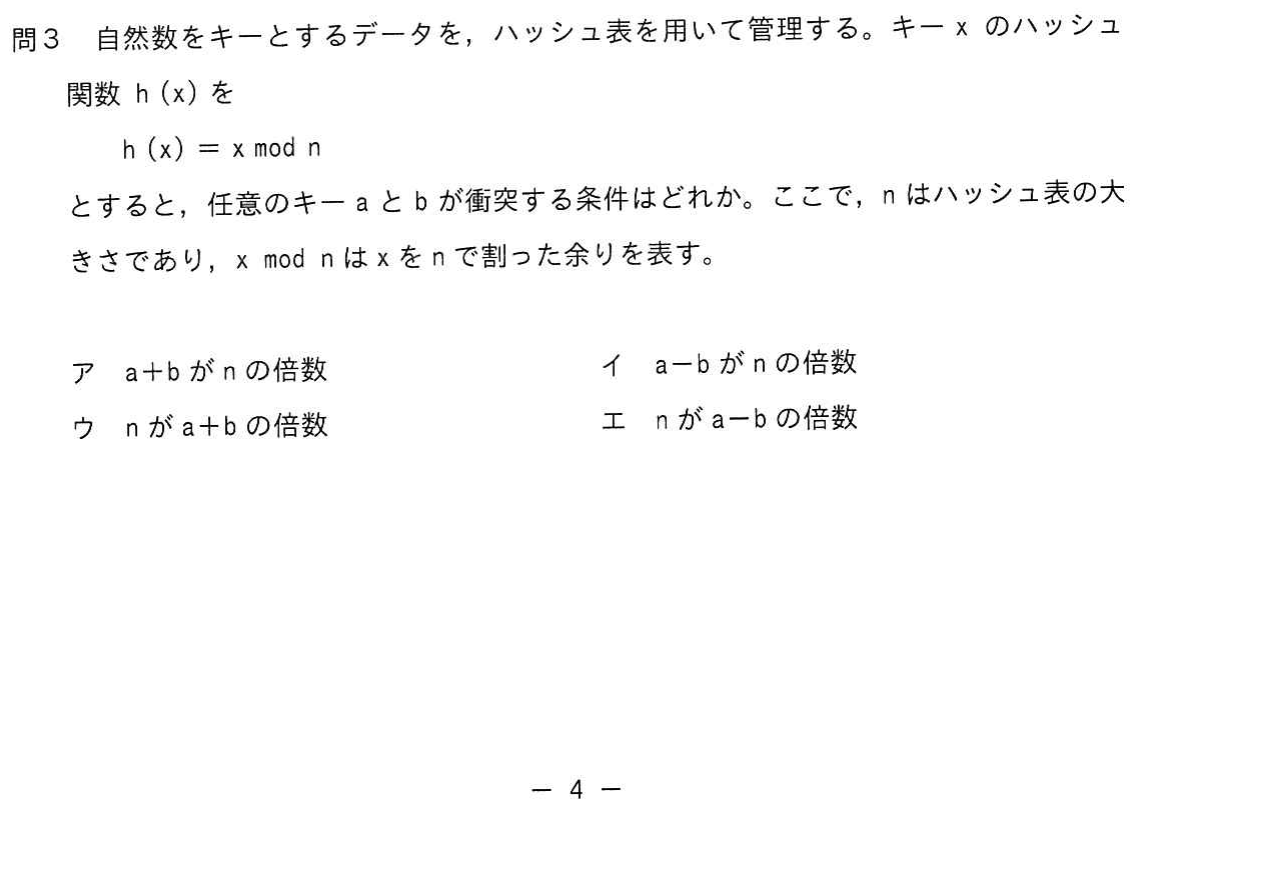 問3　自然数をキーとするデータを，ハッシュ表を用いて管理する。キー x のハッシュ
関数 h (x) を
h (x) ＝ x mod n
とすると，任意のキー a と b が衝突する条件はどれか。ここで，n はハッシュ表の大
きさであり，x mod n は x を n で割った余りを表す。
ア　a＋b が n の倍数　イ　a－b が n の倍数
ウ　n が a＋b の倍数　エ　n が a－b の倍数
－ 4 －